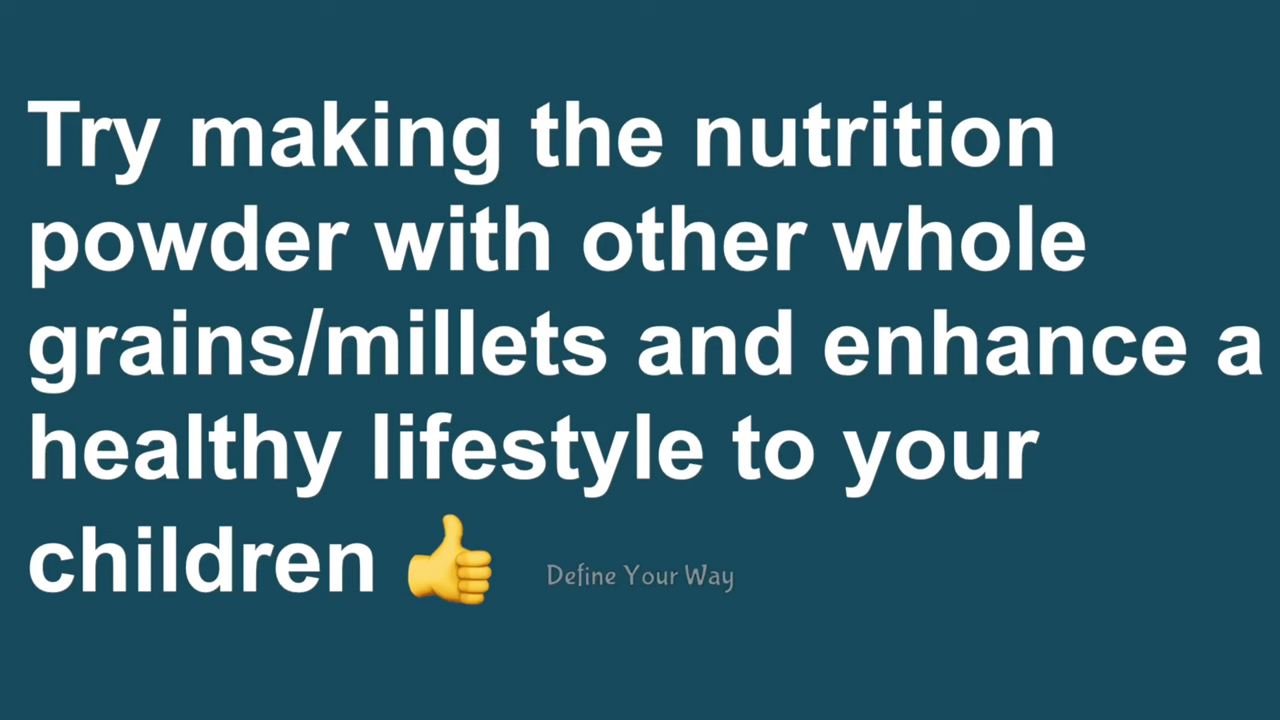 Try making the nutrition
powder with other whole
grains/millets and enhance a
healthy lifestyle to your
children 👍
Define Your Way